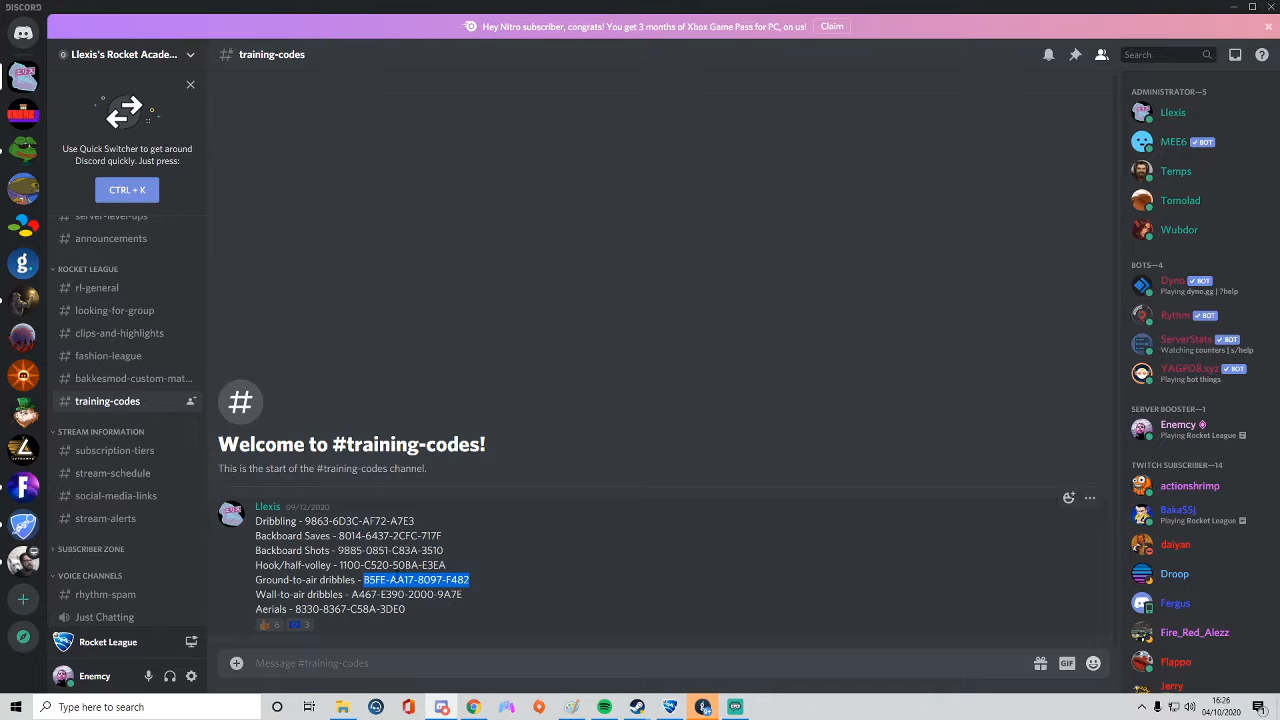 DISCORD
Hey Nitro subscriber, congrats! You get 3 months of Xbox Game Pass for PC, on us! Claim
Llexis's Rocket Acade...
training-codes
Search
Use Quick Switcher to get around
Discord quickly. Just press:
CTRL + K
server-level-ups
announcements
ROCKET LEAGUE
rl-general
looking-for-group
clips-and-highlights
fashion-league
bakkesmod-custom-mat...
training-codes
STREAM INFORMATION
subscription-tiers
stream-schedule
social-media-links
stream-alerts
SUBSCRIBER ZONE
VOICE CHANNELS
rhythm-spam
Just Chatting
Rocket League
Enemcy
Welcome to #training-codes!
This is the start of the #training-codes channel.
Llexis 09/12/2020
Dribbling - 9863-6D3C-AF72-A7E3
Backboard Saves - 8014-6437-2CFC-717F
Backboard Shots - 9885-0851-C83A-3510
Hook/half-volley - 1100-C520-50BA-E3EA
Ground-to-air dribbles - B5FE-AA17-8097-F482
Wall-to-air dribbles - A467-E390-2000-9A7E
Aerials - 8330-8367-C58A-3DE0
6 3
Message #training-codes
GIF
ADMINISTRATOR—5
Llexis
MEE6 BOT
Temps
Tomolad
Wubdor
BOTS—4
Dyno BOT
Playing dyno.gg | ?help
Rythm BOT
ServerStats BOT
Watching counters | s/help
YAGPDB.xyz BOT
Playing bot things
SERVER BOOSTER—1
Enemcy
Playing Rocket League
TWITCH SUBSCRIBER—14
actionshrimp
BakaSSj
Playing Rocket League
daiyan
Droop
Fergus
Fire_Red_Alezz
Flappo
Jerry
Type here to search
16:26
04/10/2020